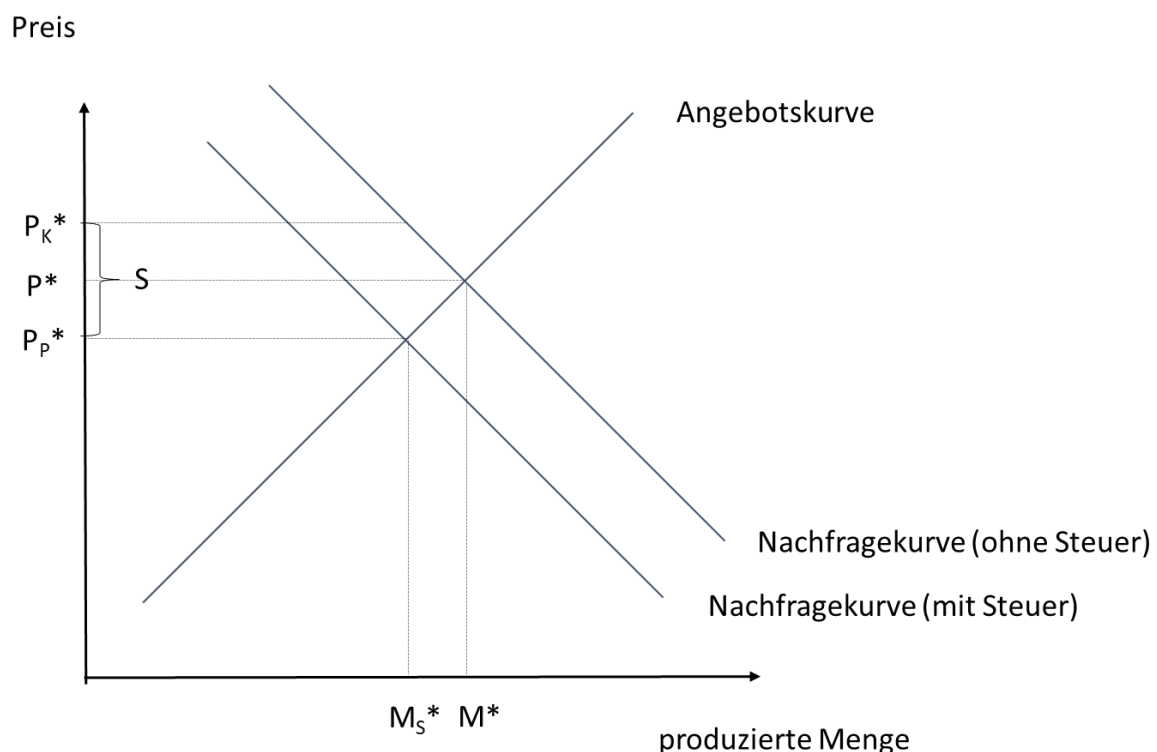 Preis
Angebotskurve
P_K*
P* S
P_P*
Nachfragekurve (ohne Steuer)
Nachfragekurve (mit Steuer)
M_S* M*
produzierte Menge